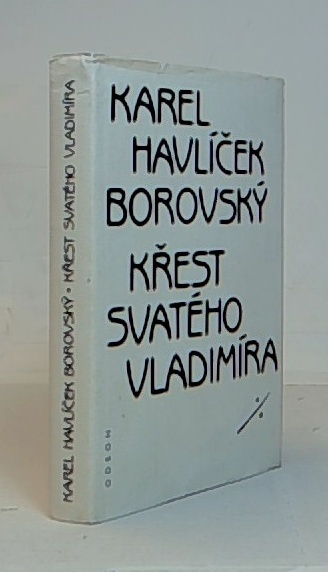 KAREL HAVLÍČEK BOROVSKÝ · KŘEST SVATÉHO VLADIMÍRA
KAREL
HAVLÍČEK
BOROVSKÝ
KŘEST
SVATÉHO
VLADIMÍRA
ODEON